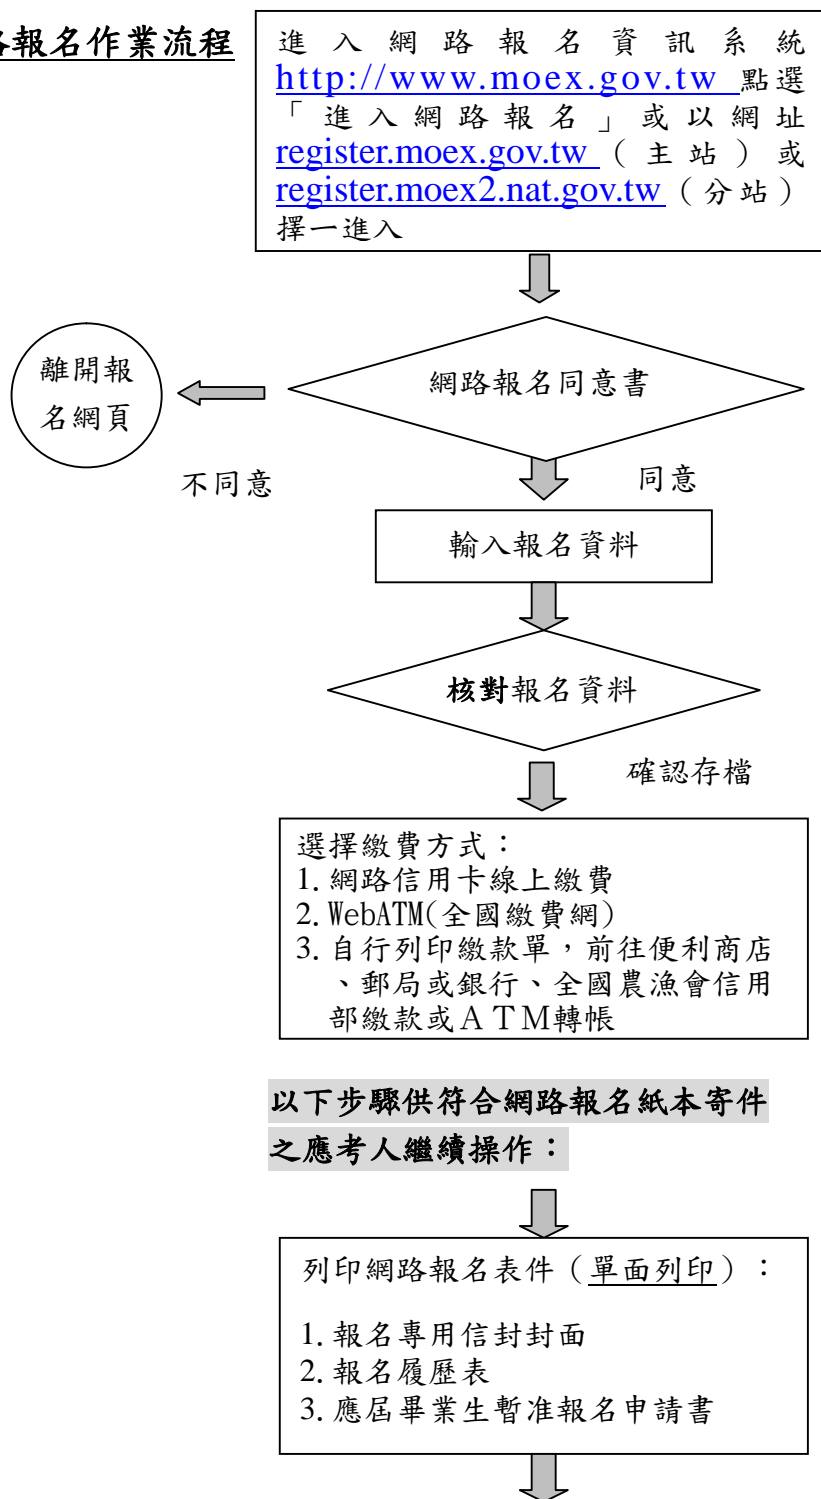 路報名作業流程
進入網路報名資訊系統
http://www.moex.gov.tw 點選
「進入網路報名」或以網址
register.moex.gov.tw（主站）或
register.moex2.nat.gov.tw（分站）
擇一進入
離開報
名網頁
網路報名同意書
不同意
同意
輸入報名資料
核對報名資料
確認存檔
選擇繳費方式：
1.網路信用卡線上繳費
2.WebATM(全國繳費網)
3.自行列印繳款單，前往便利商店
、郵局或銀行、全國農漁會信用
部繳款或ＡＴＭ轉帳
以下步驟供符合網路報名紙本寄件
之應考人繼續操作：
列印網路報名表件（單面列印）：
1.報名專用信封封面
2.報名履歷表
3.應屆畢業生暫准報名申請書